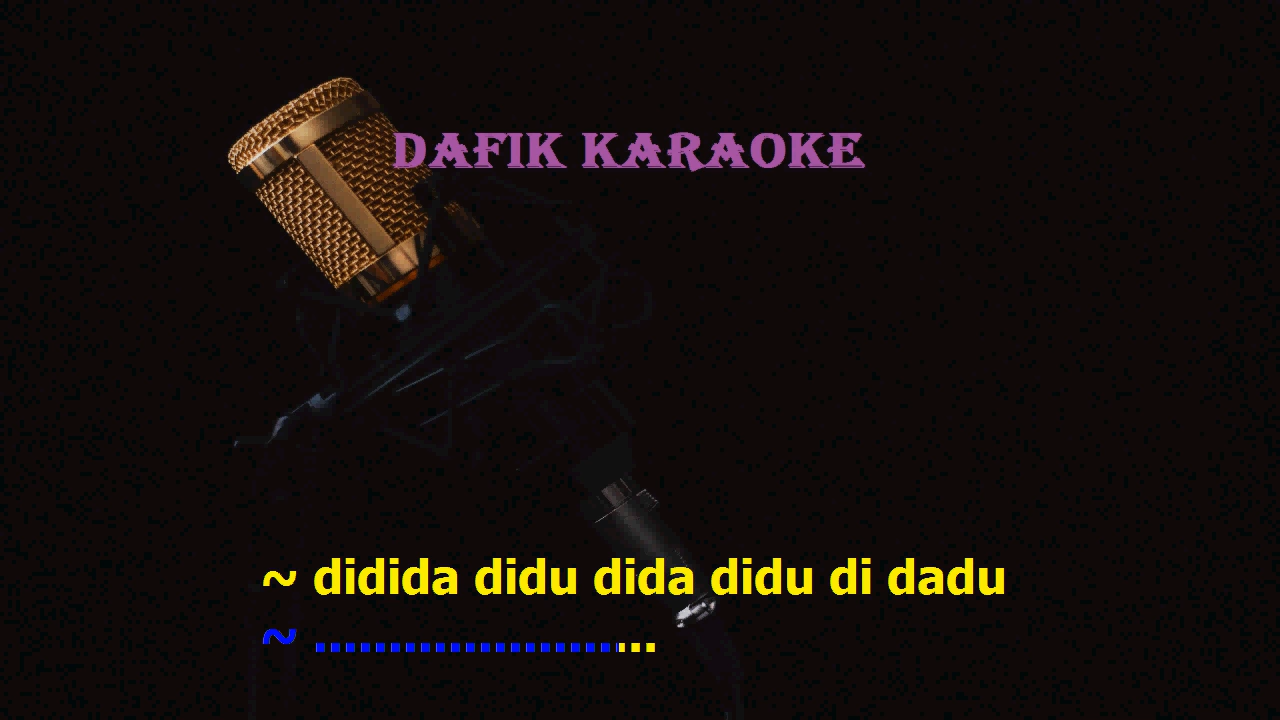 DAFIK KARAOKE
~ didida didu dida didu di dadu
~ .......................